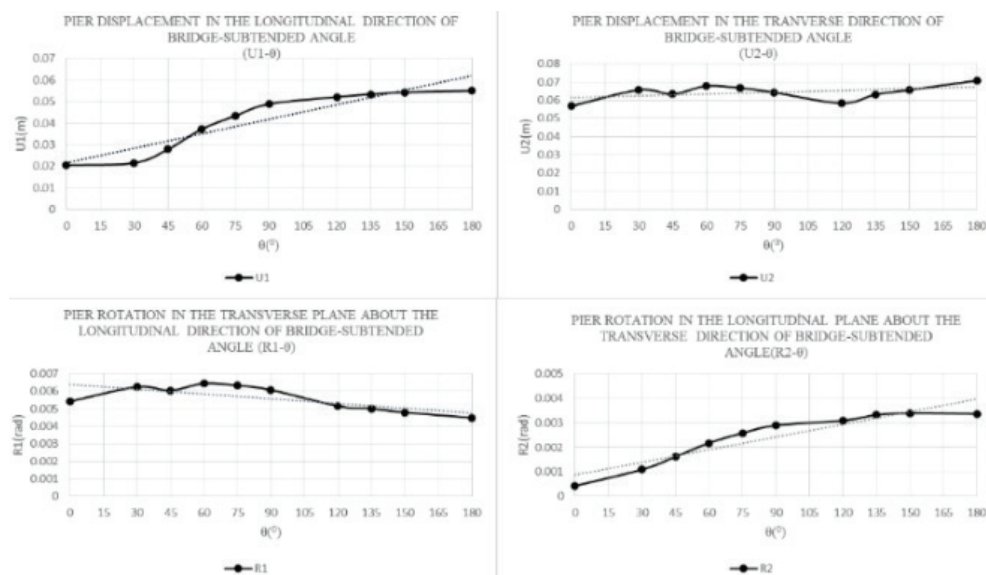 PIER DISPLACEMENT IN THE LONGITUDINAL DIRECTION OF
BRIDGE-SUBTENDED ANGLE
(U1-θ)
0.07
0.06
0.05
0.04
0.03
0.02
0.01
0
U1(m)
0 15 30 45 60 75 90 105 120 135 150 165 180
θ(°)
U1
PIER DISPLACEMENT IN THE TRANVERSE DIRECTION OF
BRIDGE-SUBTENDED ANGLE
(U2-θ)
0.08
0.07
0.06
0.05
0.04
0.03
0.02
0.01
0
U2(m)
0 15 30 45 60 75 90 105 120 135 150 165 180
θ(°)
U2
PIER ROTATION IN THE TRANSVERSE PLANE ABOUT THE
LONGITUDINAL DIRECTION OF BRIDGE-SUBTENDED
ANGLE (R1-θ)
0.007
0.006
0.005
0.004
0.003
0.002
0.001
0
R1(rad)
0 15 30 45 60 75 90 105 120 135 150 165 180
θ(°)
R1
PIER ROTATION IN THE LONGITUDINAL PLANE ABOUT THE
TRANSVERSE DIRECTION OF BRIDGE-SUBTENDED
ANGLE(R2-θ)
0.005
0.004
0.003
0.002
0.001
0
R2(rad)
0 15 30 45 60 75 90 105 120 135 150 165 180
θ(°)
R2